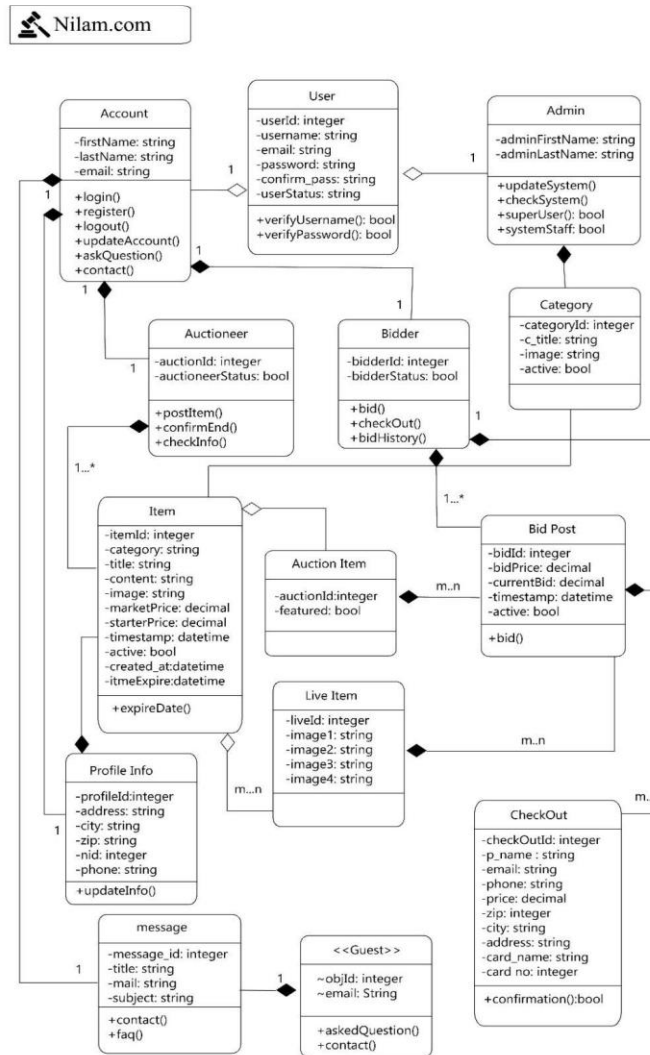 Nilam.com
Account
-firstName: string
-lastName: string
-email: string
+login()
+register()
+logout()
+updateAccount()
+askQuestion()
+contact()
User
-userId: integer
-username: string
-email: string
-password: string
-confirm_pass: string
-userStatus: string
+verifyUsername(): bool
+verifyPassword(): bool
Admin
-adminFirstName: string
-adminLastName: string
+updateSystem()
+checkSystem()
+superUser(): bool
+systemStaff: bool
1
1
1
1
1
1
1
1
Category
-categoryId: integer
-c_title: string
-image: string
-active: bool
Auctioneer
-auctionId: integer
-auctioneerStatus: bool
+postItem()
+confirmEnd()
+checkInfo()
Bidder
-bidderId: integer
-bidderStatus: bool
+bid()
+checkOut()
+bidHistory()
1
1...*
1...*
Item
-itemId: integer
-category: string
-title: string
-content: string
-image: string
-marketPrice: decimal
-starterPrice: decimal
-timestamp: datetime
-active: bool
-created_at:datetime
-itmeExpire:datetime
+expireDate()
Auction Item
-auctionId:integer
-featured: bool
m..n
Bid Post
-bidId: integer
-bidPrice: decimal
-currentBid: decimal
-timestamp: datetime
-active: bool
+bid()
Live Item
-liveId: integer
-image1: string
-image2: string
-image3: string
-image4: string
m...n
m..n
Profile Info
-profileId:integer
-address: string
-city: string
-zip: string
-nid: integer
-phone: string
+updateInfo()
1
CheckOut
-checkOutId: integer
-p_name : string
-email: string
-phone: string
-price: decimal
-zip: integer
-city: string
-address: string
-card_name: string
-card no: integer
+confirmation():bool
m..
message
-message_id: integer
-title: string
-mail: string
-subject: string
+contact()
+faq()
1
1
<<Guest>>
~objId: integer
~email: String
+askedQuestion()
+contact()